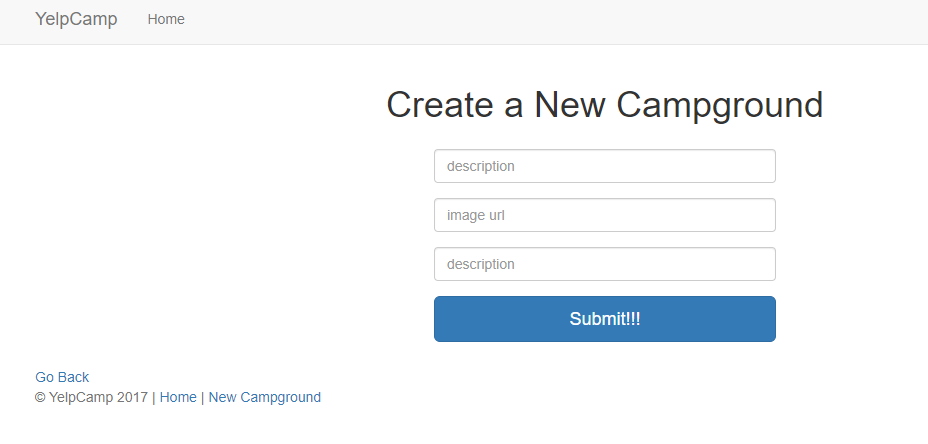 YelpCamp Home
Create a New Campground
description
image url
description
Submit!!!
Go Back
© YelpCamp 2017 | Home | New Campground